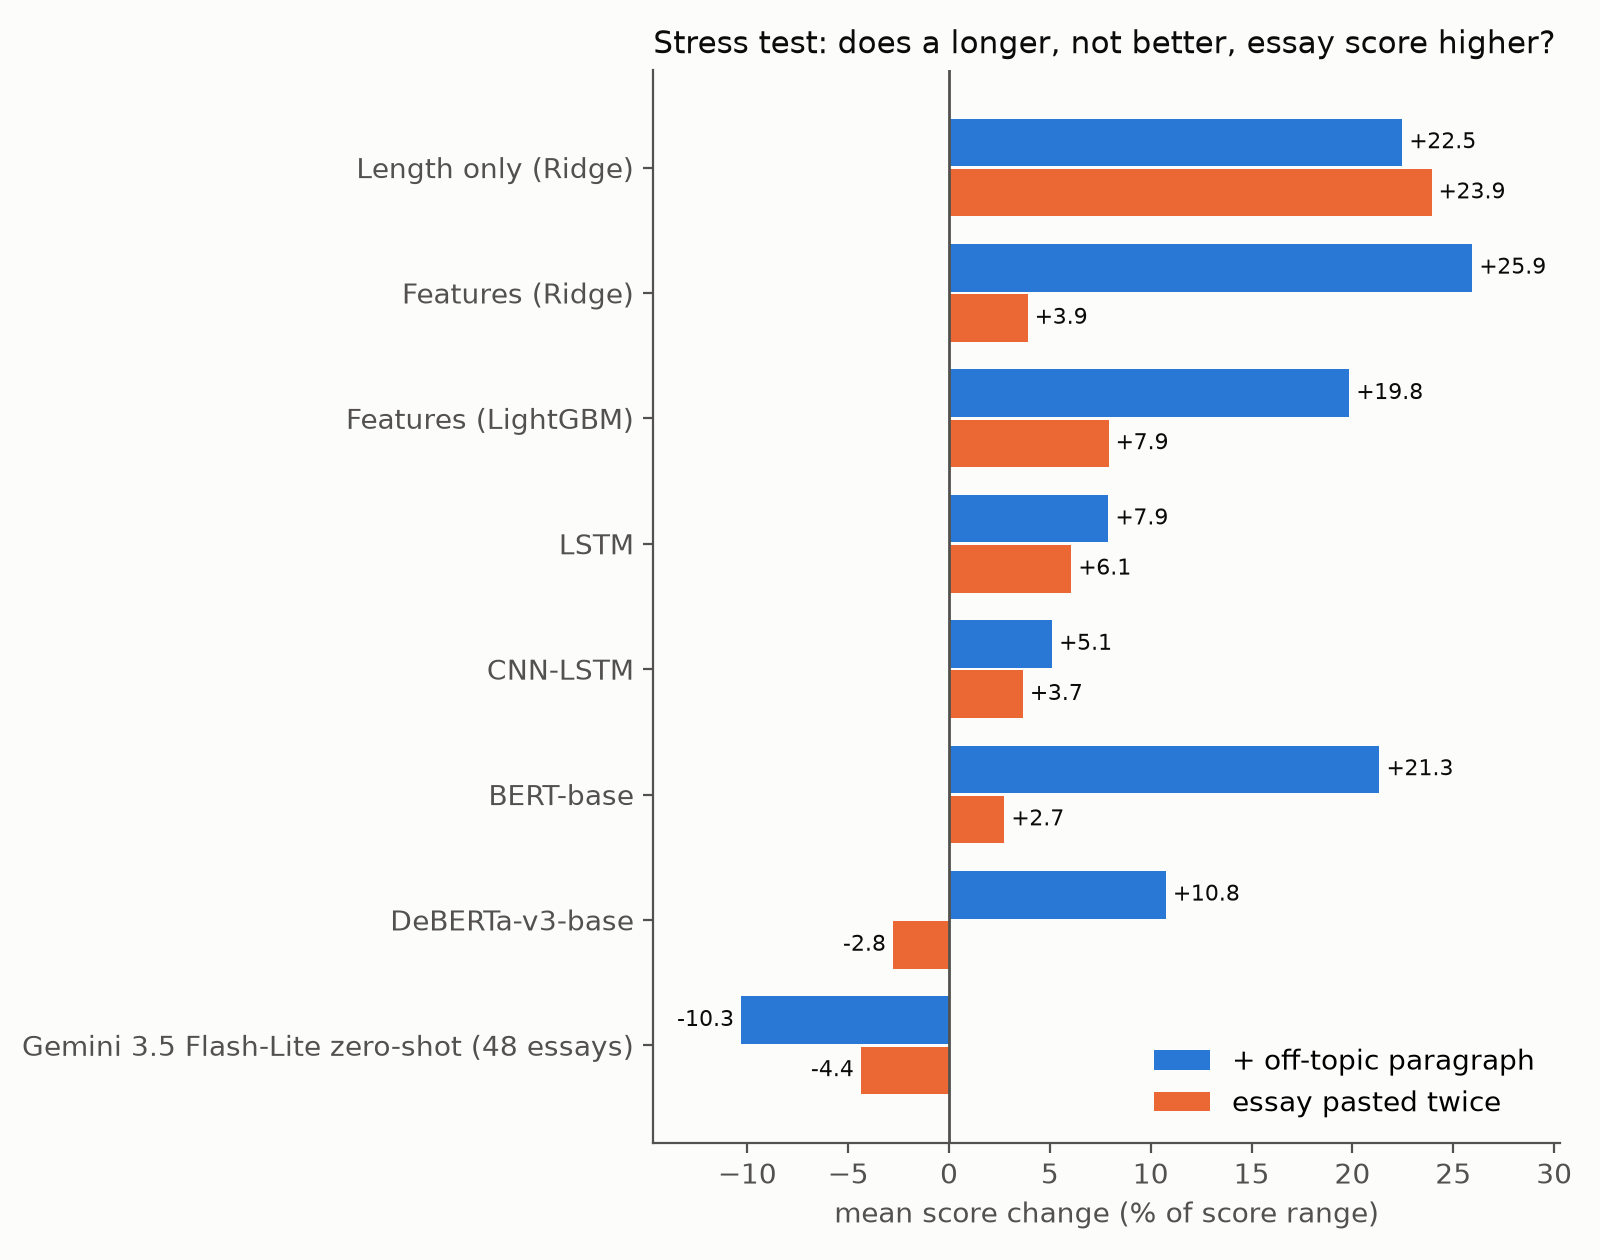 Stress test: does a longer, not better, essay score higher?
Length only (Ridge)
+22.5
+23.9
Features (Ridge)
+25.9
+3.9
Features (LightGBM)
+19.8
+7.9
LSTM
+7.9
+6.1
CNN-LSTM
+5.1
+3.7
BERT-base
+21.3
+2.7
DeBERTa-v3-base
+10.8
-2.8
Gemini 3.5 Flash-Lite zero-shot (48 essays)
-10.3
-4.4
+ off-topic paragraph
essay pasted twice
−10 −5 0 5 10 15 20 25 30
mean score change (% of score range)